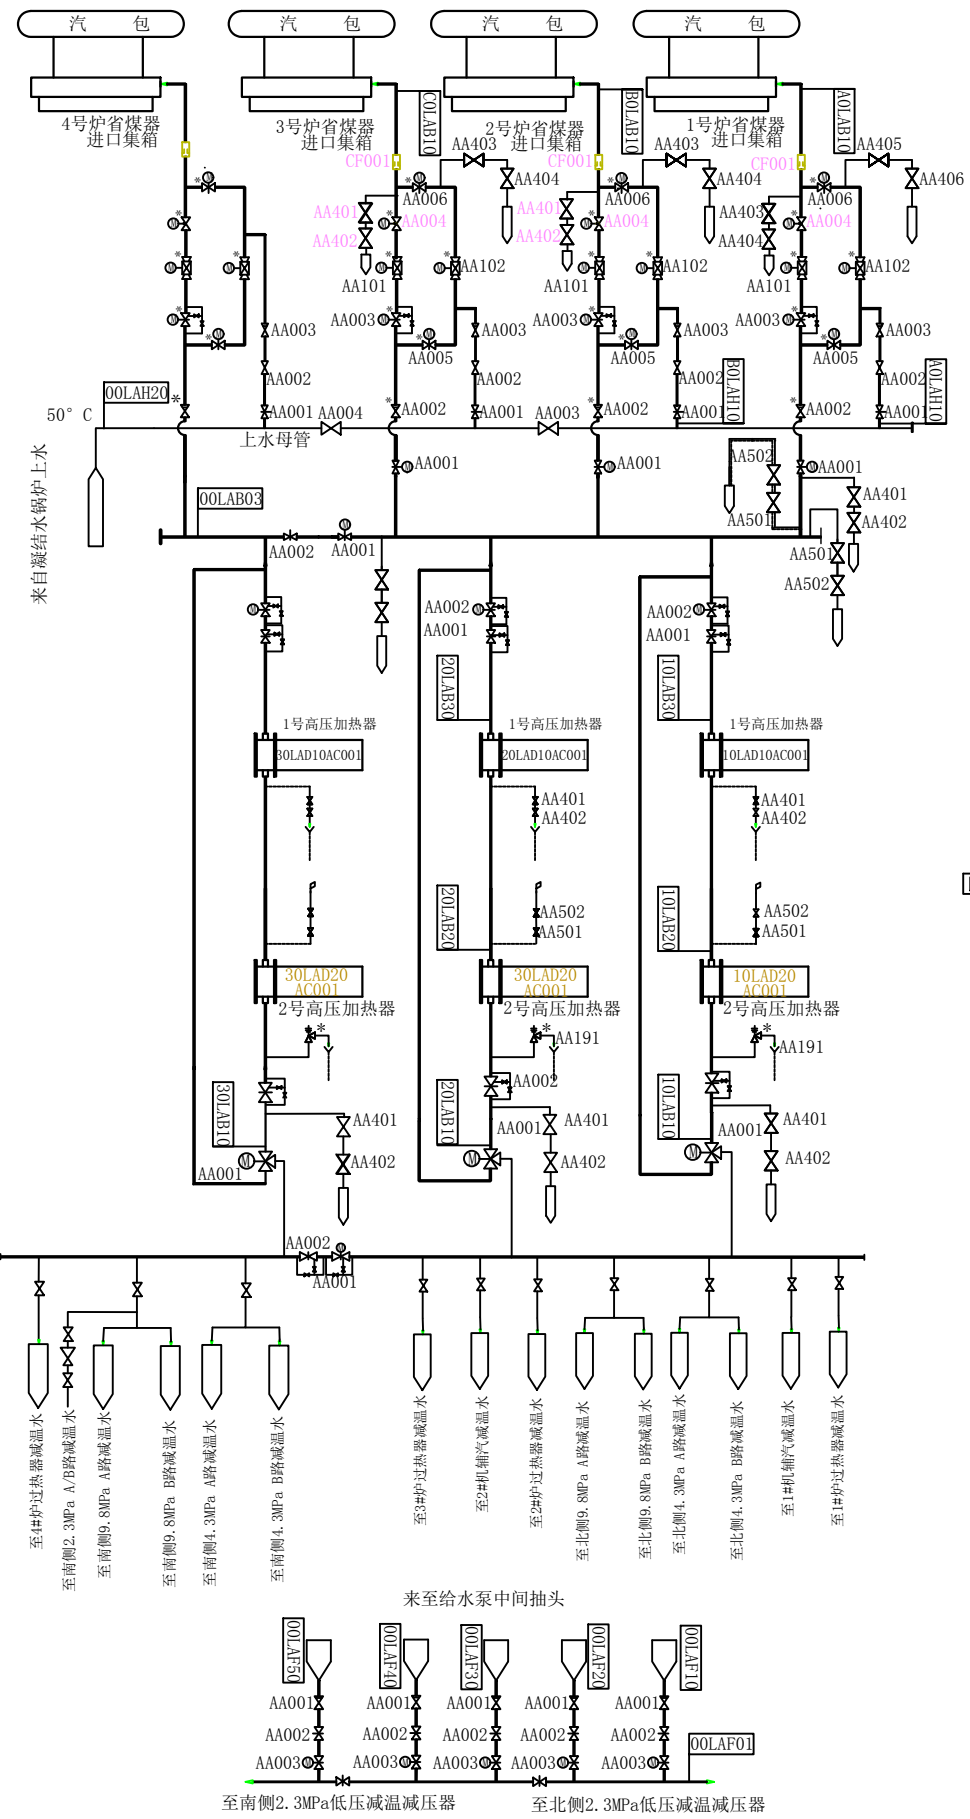 汽 包
汽 包
汽 包
汽 包
4号炉省煤器
进口集箱
3号炉省煤器
进口集箱
2号炉省煤器
进口集箱
1号炉省煤器
进口集箱
C0LAB10
B0LAB10
A0LAB10
CF001
CF001
CF001
AA403
AA404
AA403
AA404
AA405
AA406
AA006
AA006
AA006
AA401
AA402
AA004
AA401
AA402
AA004
AA403
AA404
AA004
AA101
AA102
AA101
AA102
AA101
AA102
AA003
AA003
AA003
AA003
AA003
AA003
AA003
AA005
AA005
AA005
AA002
AA002
AA002
AA002
00LAH20
B0LAH10
A0LAH10
50° C
AA001
AA004
AA002
AA001
AA003
AA002
AA001
AA002
AA001
上水母管
来自凝结水锅炉上水
AA001
AA001
AA001
AA502
AA501
AA401
AA402
00LAB03
AA002
AA001
AA501
AA502
AA002
AA001
AA002
AA001
20LAB30
10LAB30
1号高压加热器
1号高压加热器
1号高压加热器
30LAD10AC001
20LAD10AC001
10LAD10AC001
AA401
AA402
AA401
AA402
20LAB20
10LAB20
AA502
AA501
AA502
AA501
30LAD20
AC001
30LAD20
AC001
10LAD20
AC001
2号高压加热器
2号高压加热器
2号高压加热器
AA191
AA191
AA002
30LAB10
20LAB10
10LAB10
AA401
AA402
AA001
AA001
AA401
AA402
AA001
AA401
AA402
AA002
AA001
至4#炉过热器减温水
至南侧2.3MPa A/B路减温水
至南侧9.8MPa A路减温水
至南侧9.8MPa B路减温水
至南侧4.3MPa A路减温水
至南侧4.3MPa B路减温水
至3#炉过热器减温水
至2#机辅汽减温水
至2#炉过热器减温水
至北侧9.8MPa A路减温水
至北侧9.8MPa B路减温水
至北侧4.3MPa A路减温水
至北侧4.3MPa B路减温水
至1#机辅汽减温水
至1#炉过热器减温水
来至给水泵中间抽头
00LAF50
00LAF40
00LAF30
00LAF20
00LAF10
AA001
AA001
AA001
AA001
AA001
AA002
AA002
AA002
AA002
AA003
AA003
AA003
AA003
AA003
00LAF01
至南侧2.3MPa低压减温减压器
至北侧2.3MPa低压减温减压器